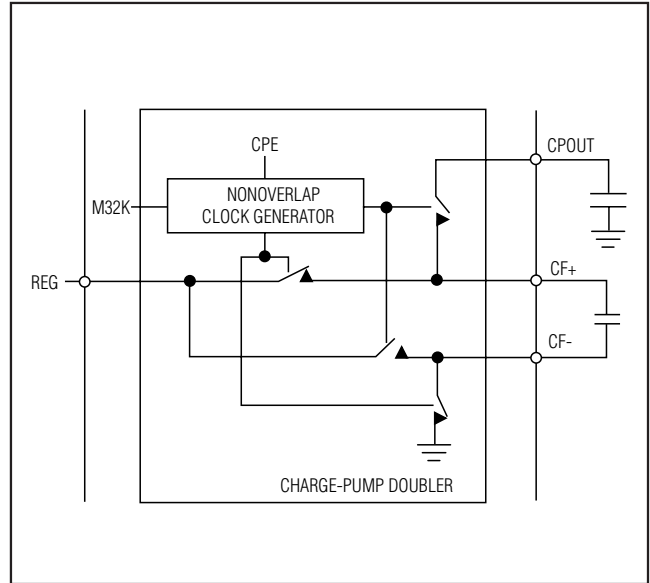 CPE
CPOUT
NONOVERLAP
CLOCK GENERATOR
M32K
REG
CF+
CF-
CHARGE-PUMP DOUBLER